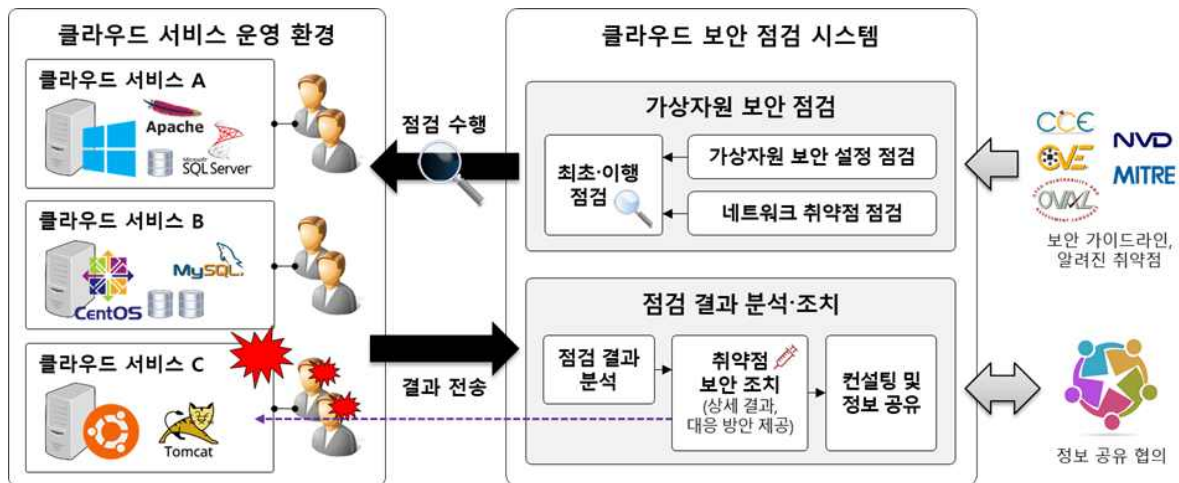 클라우드 서비스 운영 환경
클라우드 서비스 A
Apache
Microsoft
SQL Server
클라우드 서비스 B
MySQL
CentOS
클라우드 서비스 C
Tomcat
점검 수행
결과 전송
클라우드 보안 점검 시스템
가상자원 보안 점검
최초·이행
점검
가상자원 보안 설정 점검
네트워크 취약점 점검
점검 결과 분석·조치
점검 결과
분석
취약점
보안 조치
(상세 결과,
대응 방안 제공)
컨설팅 및
정보 공유
CCE
NVD
CVE
MITRE
OVAL
보안 가이드라인,
알려진 취약점
정보 공유 협의